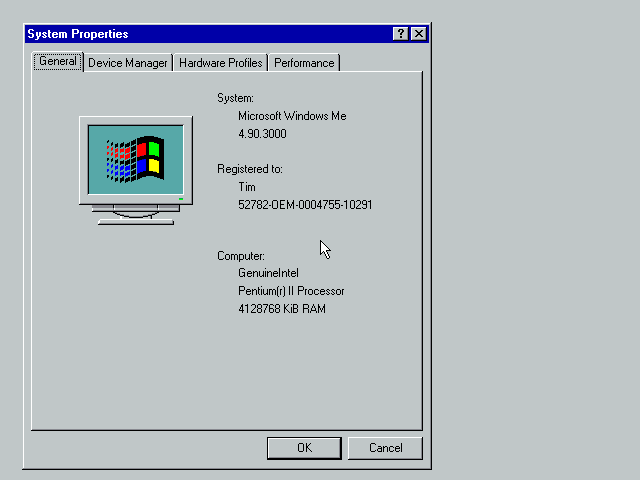 System Properties
General
Device Manager
Hardware Profiles
Performance
System:
Microsoft Windows Me
4.90.3000
Registered to:
Tim
52782-OEM-0004755-10291
Computer:
GenuineIntel
Pentium(r) II Processor
4128768 KiB RAM
OK
Cancel